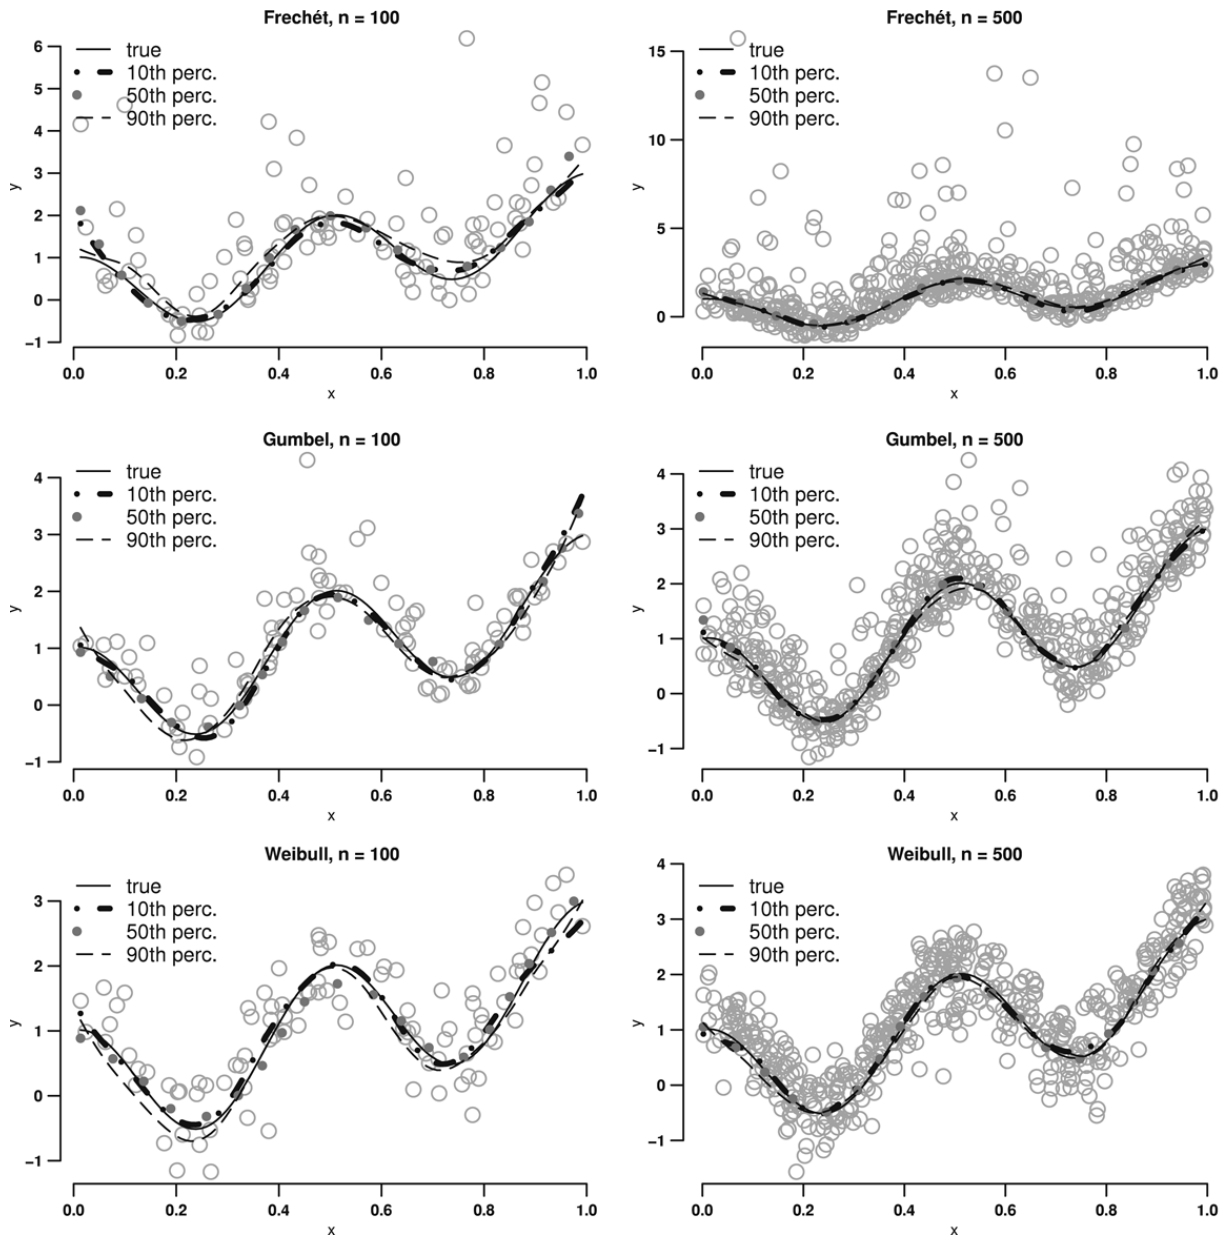 Frechét, n = 100
true
10th perc.
50th perc.
90th perc.
6
5
4
3
2
1
0
−1
y
0.0 0.2 0.4 0.6 0.8 1.0
x
Frechét, n = 500
true
10th perc.
50th perc.
90th perc.
15
10
5
0
y
0.0 0.2 0.4 0.6 0.8 1.0
x
Gumbel, n = 100
true
10th perc.
50th perc.
90th perc.
4
3
2
1
0
−1
y
0.0 0.2 0.4 0.6 0.8 1.0
x
Gumbel, n = 500
true
10th perc.
50th perc.
90th perc.
4
3
2
1
0
−1
y
0.0 0.2 0.4 0.6 0.8 1.0
x
Weibull, n = 100
true
10th perc.
50th perc.
90th perc.
3
2
1
0
−1
y
0.0 0.2 0.4 0.6 0.8 1.0
x
Weibull, n = 500
true
10th perc.
50th perc.
90th perc.
4
3
2
1
0
−1
y
0.0 0.2 0.4 0.6 0.8 1.0
x